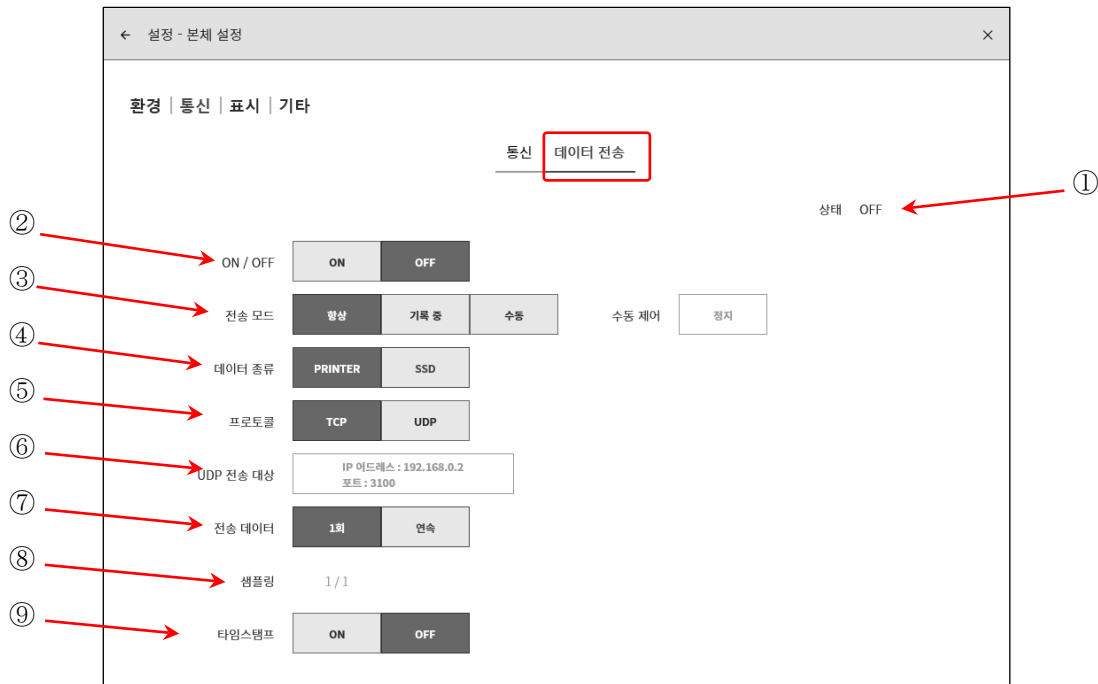 ← 설정 - 본체 설정 ×
환경 | 통신 | 표시 | 기타
통신 데이터 전송
①
상태 OFF
② ON / OFF ON OFF
③ 전송 모드 항상 기록 중 수동 수동 제어 정지
④ 데이터 종류 PRINTER SSD
⑤ 프로토콜 TCP UDP
⑥ UDP 전송 대상 IP 어드레스 : 192.168.0.2
포트 : 3100
⑦ 전송 데이터 1회 연속
⑧ 샘플링 1 / 1
⑨ 타임스탬프 ON OFF